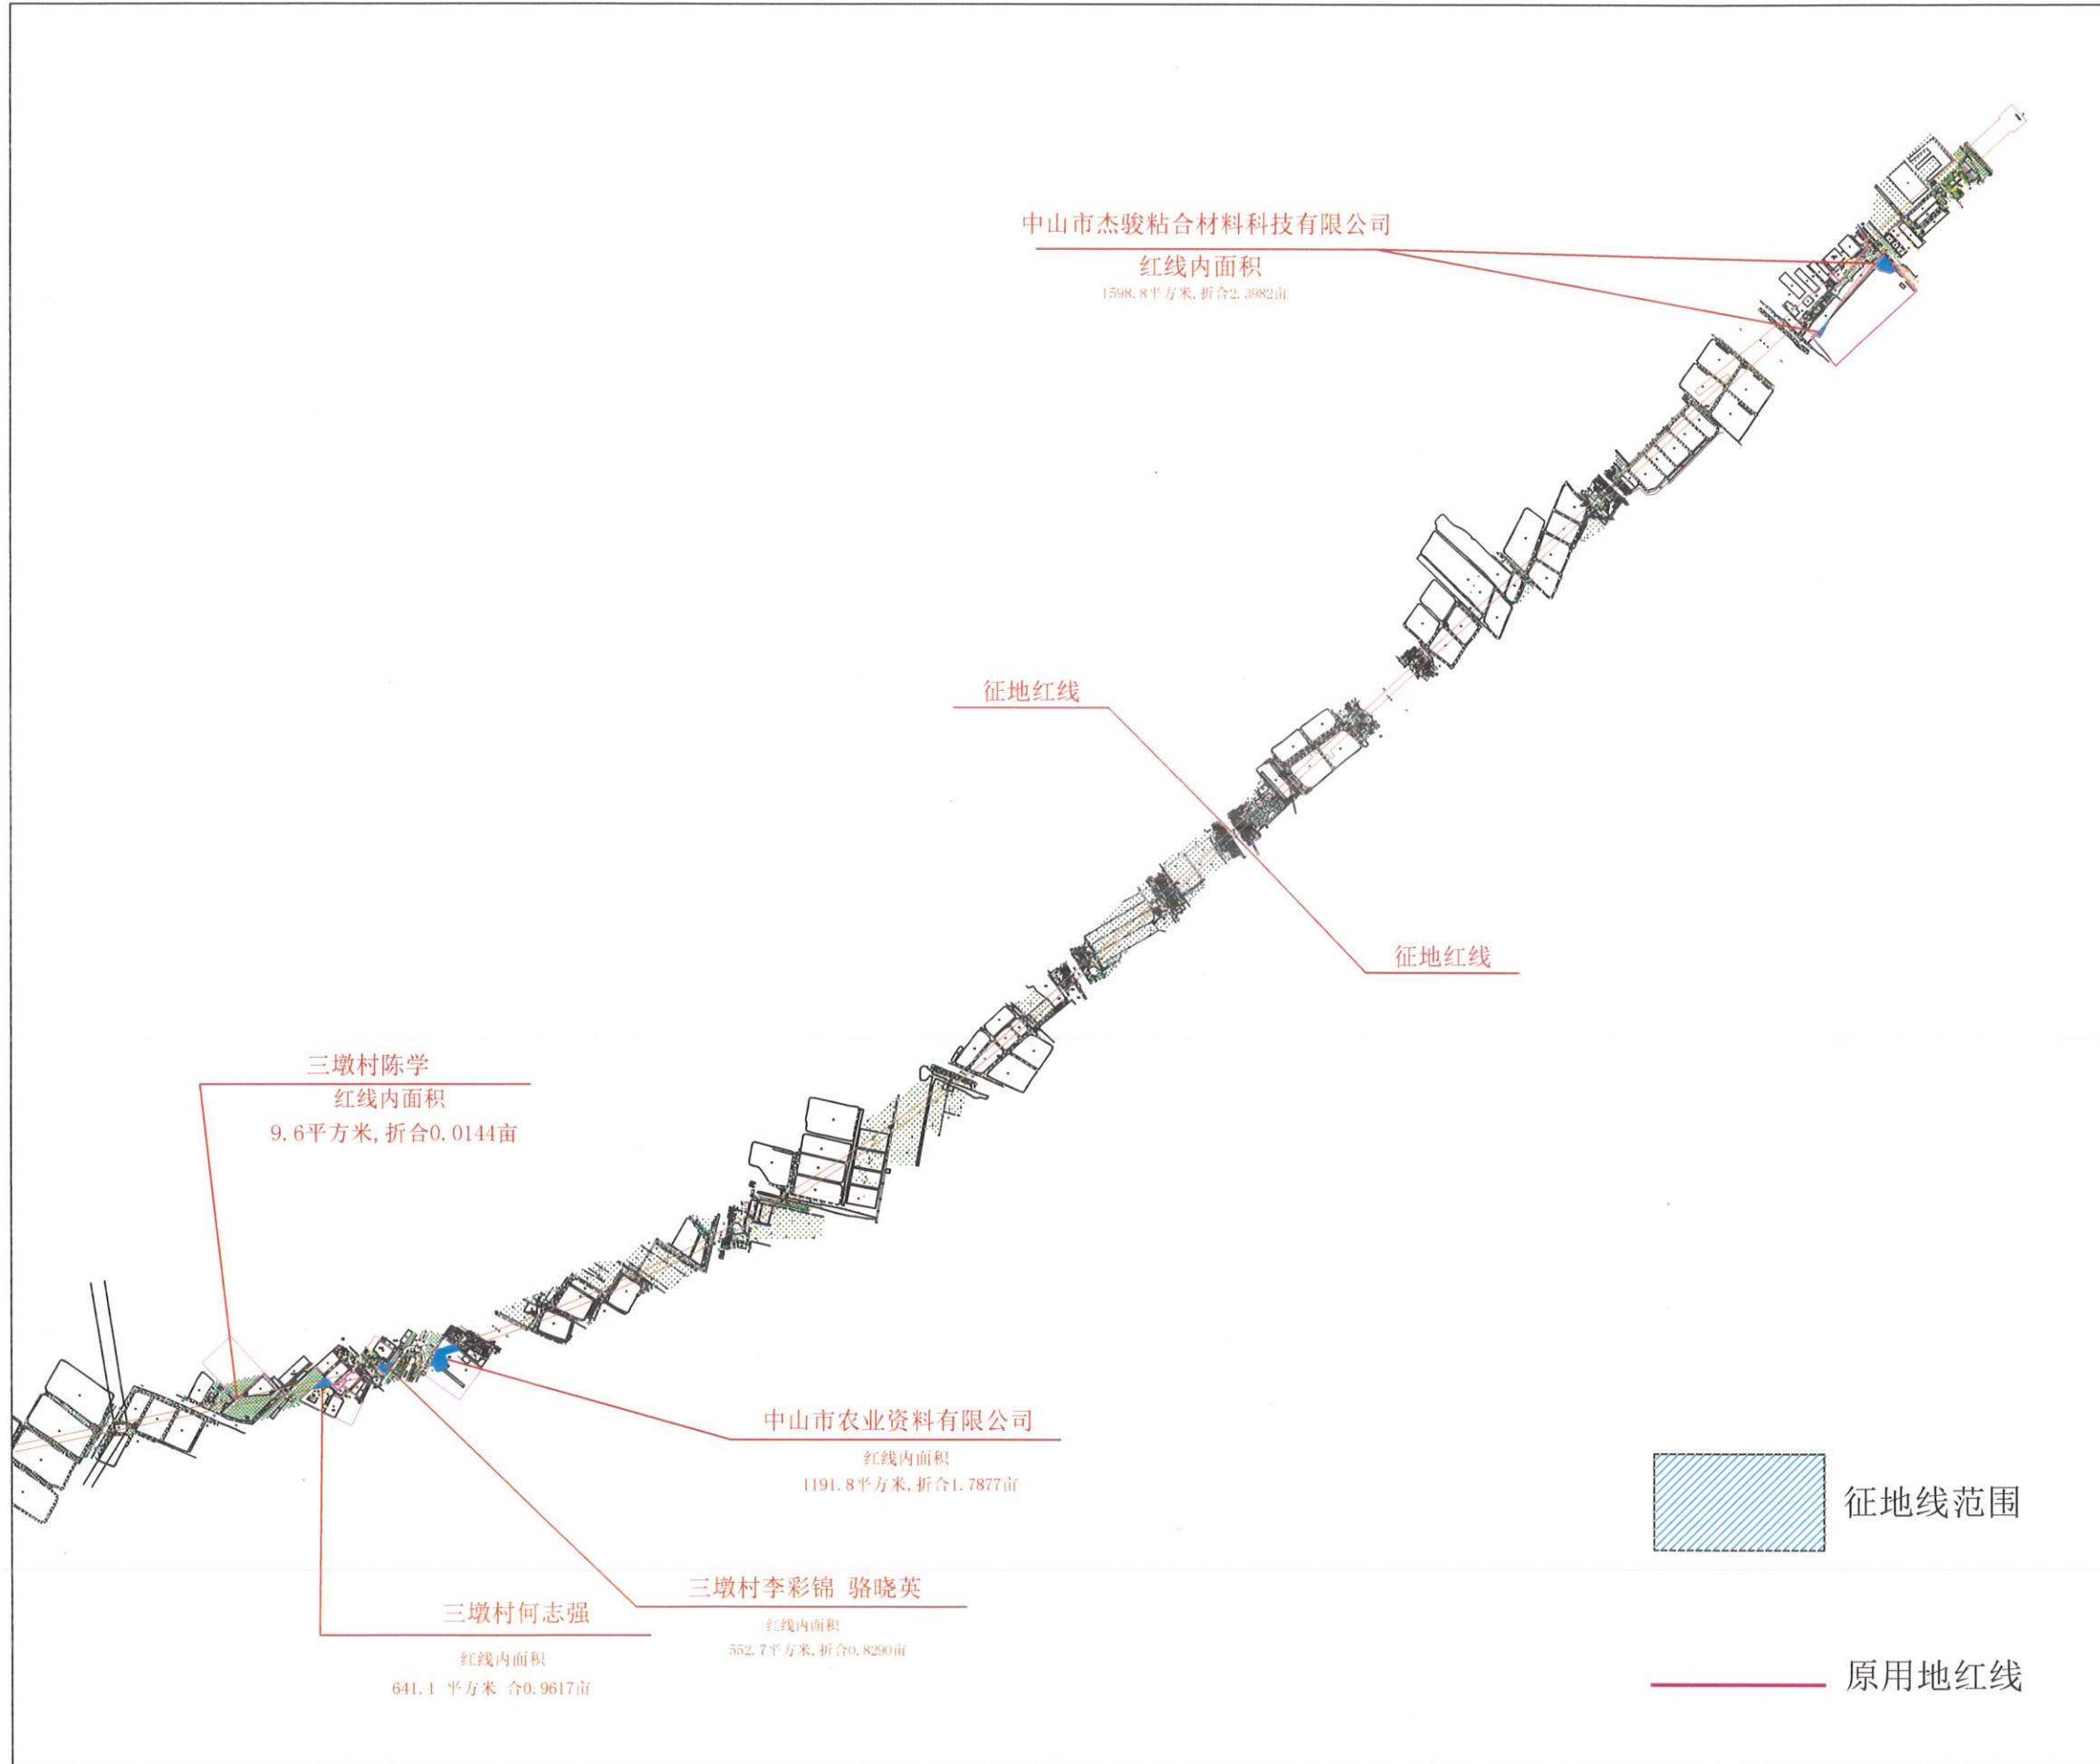 中山市杰骏粘合材料科技有限公司
红线内面积
1598.8平方米,折合2.3982亩
征地红线
征地红线
三墩村陈学
红线内面积
9.6平方米,折合0.0144亩
中山市农业资料有限公司
红线内面积
1191.8平方米,折合1.7877亩
征地线范围
三墩村李彩锦 骆晓英
红线内面积
552.7平方米,折合0.8290亩
三墩村何志强
红线内面积
641.1 平方米 合0.9617亩
原用地红线